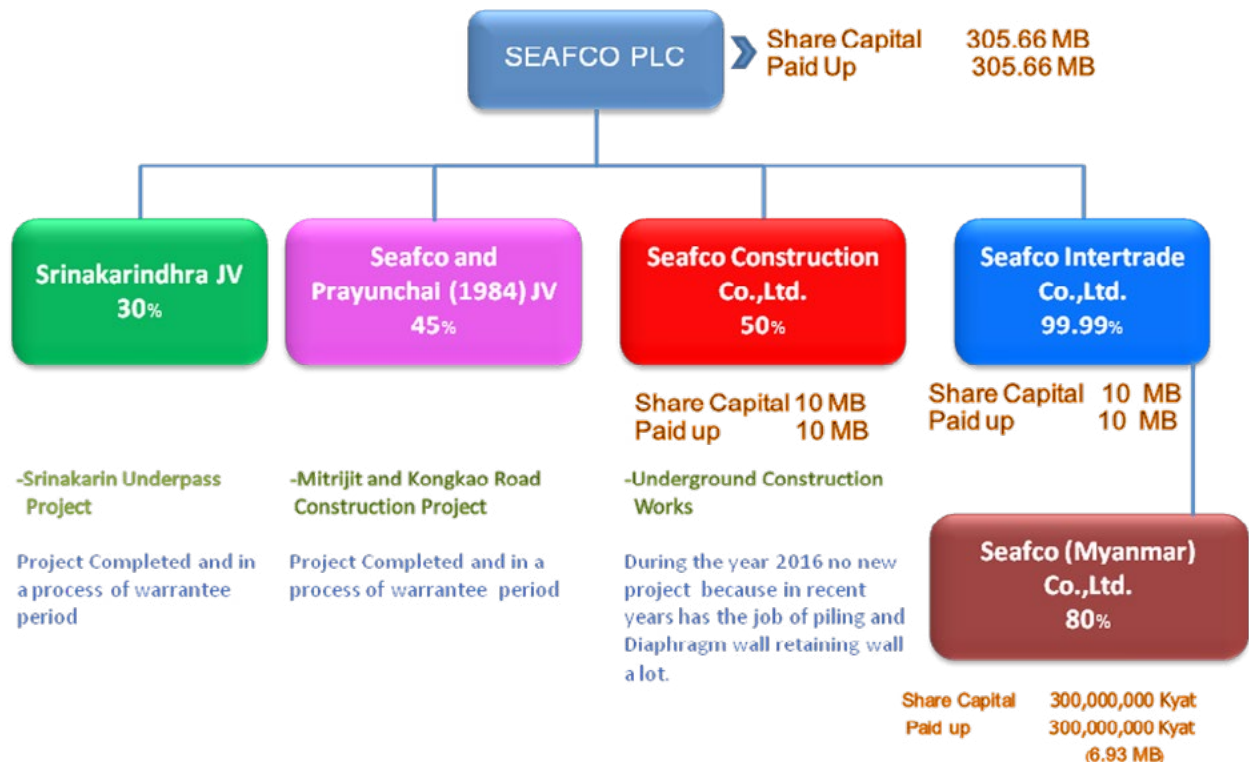 SEAFCO PLC
Share Capital 305.66 MB
Paid Up 305.66 MB
Srinakarindhra JV
30%
Seafco and
Prayunchai (1984) JV
45%
Seafco Construction
Co.,Ltd.
50%
Seafco Intertrade
Co.,Ltd.
99.99%
Share Capital 10 MB
Paid up 10 MB
Share Capital 10 MB
Paid up 10 MB
-Srinakarin Underpass
Project
Project Completed and in
a process of warrantee
period
-Mitrijit and Kongkao Road
Construction Project
Project Completed and in a
process of warrantee period
-Underground Construction
Works
During the year 2016 no new
project because in recent
years has the job of piling and
Diaphragm wall retaining wall
a lot.
Seafco (Myanmar)
Co.,Ltd.
80%
Share Capital 300,000,000 Kyat
Paid up 300,000,000 Kyat
(6.93 MB)